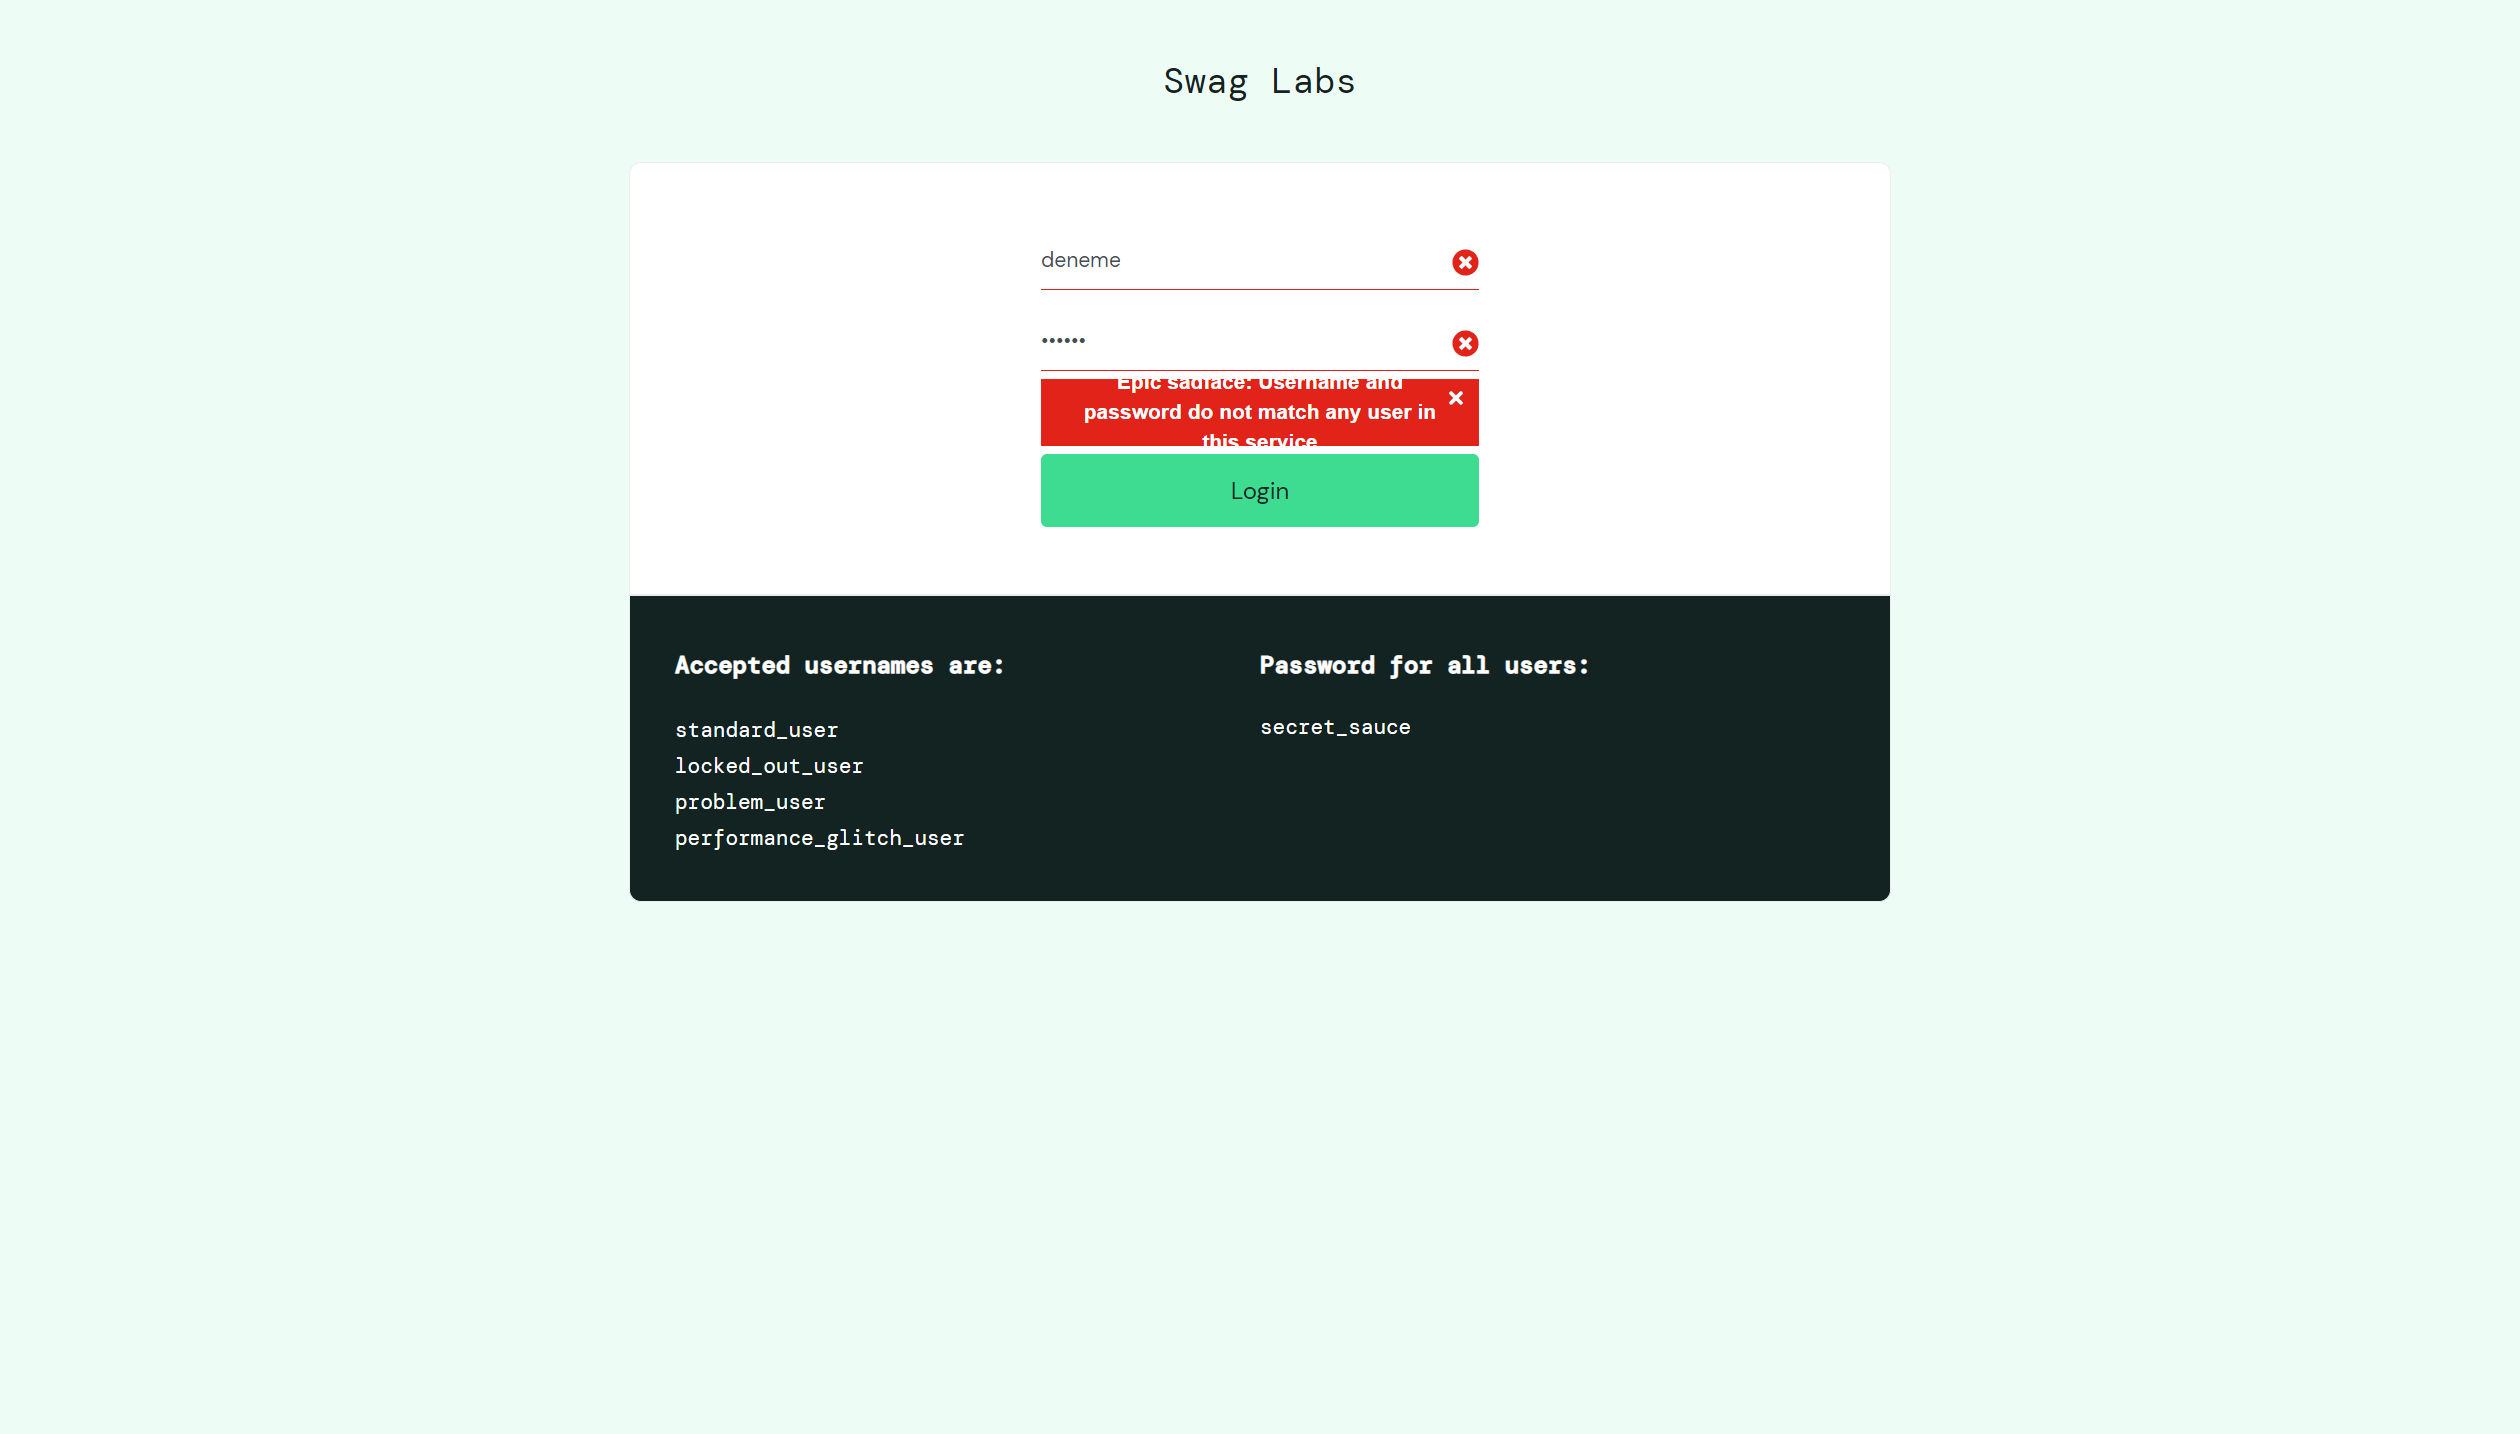 Swag Labs
deneme
••••••
Epic sadface: Username and
password do not match any user in
this service
Login
Accepted usernames are:
standard_user
locked_out_user
problem_user
performance_glitch_user
Password for all users:
secret_sauce